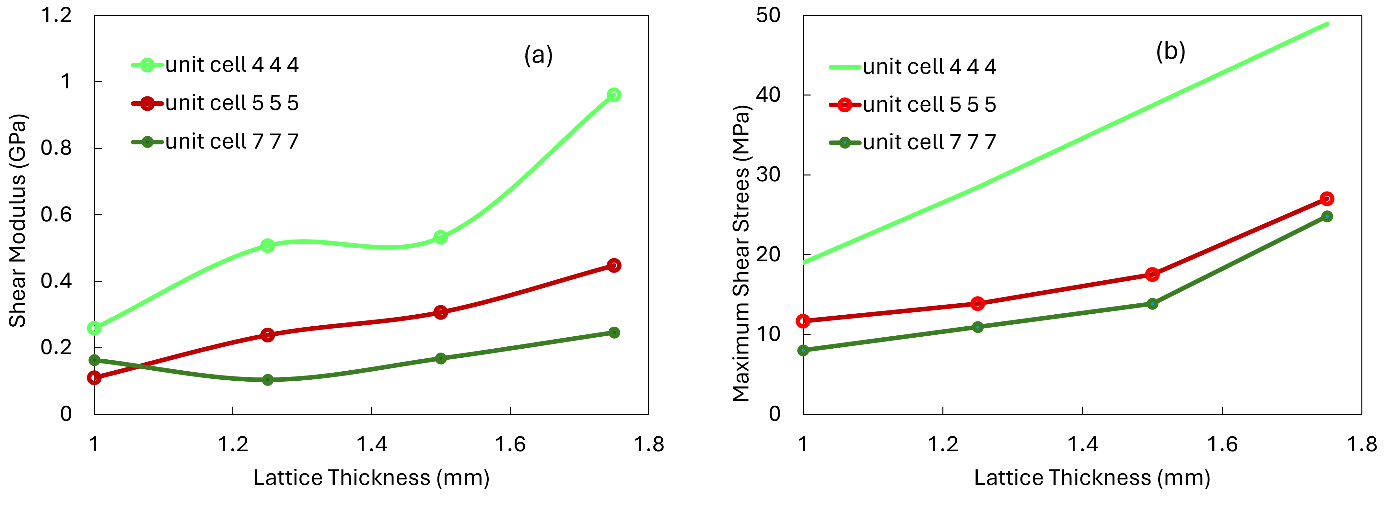 1.2
1
0.8
0.6
0.4
0.2
0
Shear Modulus (GPa)
(a)
unit cell 4 4 4
unit cell 5 5 5
unit cell 7 7 7
1 1.2 1.4 1.6 1.8
Lattice Thickness (mm)
50
40
30
20
10
0
Maximum Shear Strees (MPa)
(b)
unit cell 4 4 4
unit cell 5 5 5
unit cell 7 7 7
1 1.2 1.4 1.6 1.8
Lattice Thickness (mm)